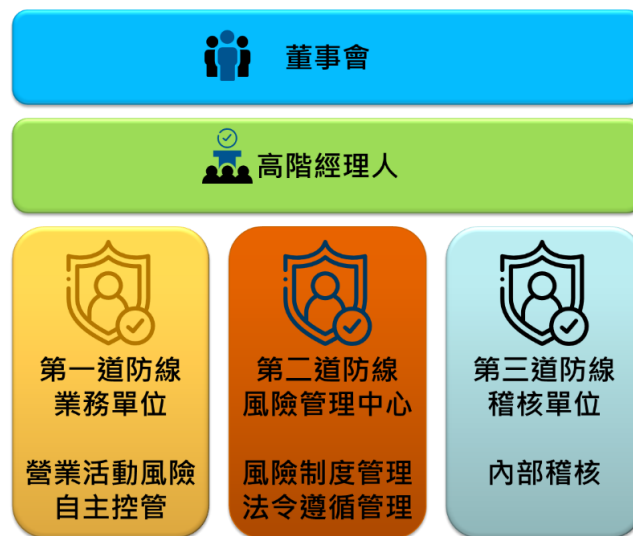 董事會
高階經理人
第一道防線
業務單位
營業活動風險
自主控管
第二道防線
風險管理中心
風險制度管理
法令遵循管理
第三道防線
稽核單位
內部稽核